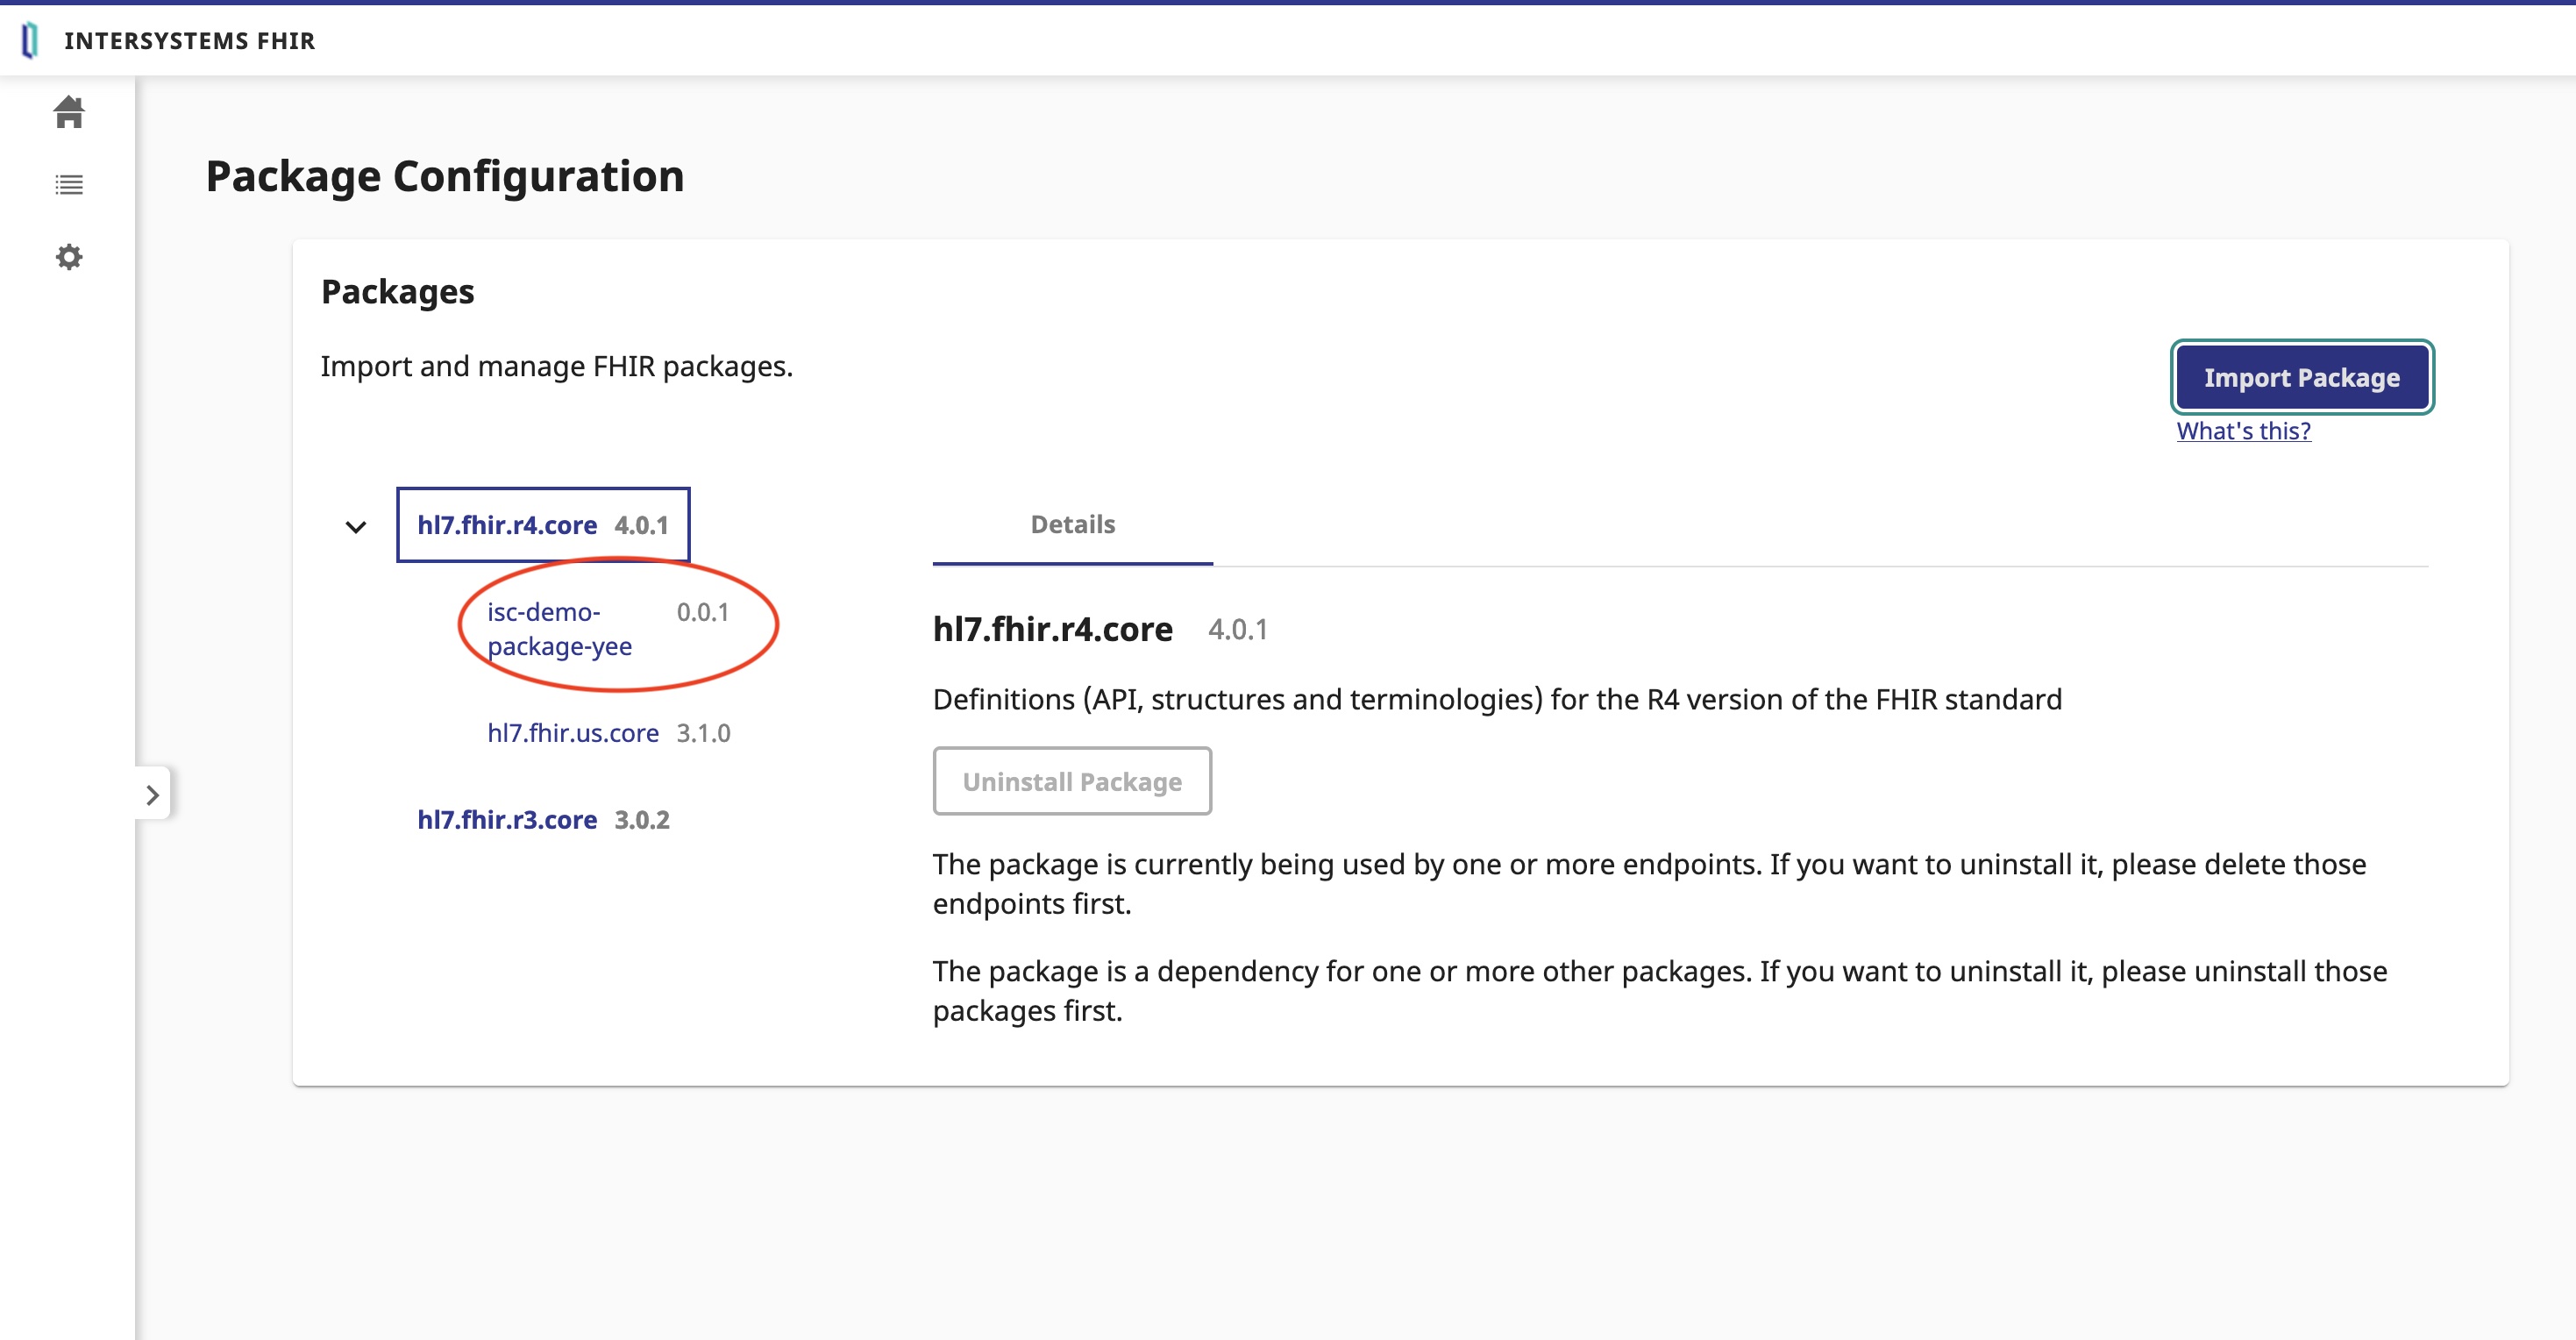 INTERSYSTEMS FHIR
Package Configuration
Packages
Import and manage FHIR packages.
Import Package
What's this?
hl7.fhir.r4.core 4.0.1
isc-demo- 0.0.1
package-yee
hl7.fhir.us.core 3.1.0
hl7.fhir.r3.core 3.0.2
Details
hl7.fhir.r4.core 4.0.1
Definitions (API, structures and terminologies) for the R4 version of the FHIR standard
Uninstall Package
The package is currently being used by one or more endpoints. If you want to uninstall it, please delete those
endpoints first.
The package is a dependency for one or more other packages. If you want to uninstall it, please uninstall those
packages first.